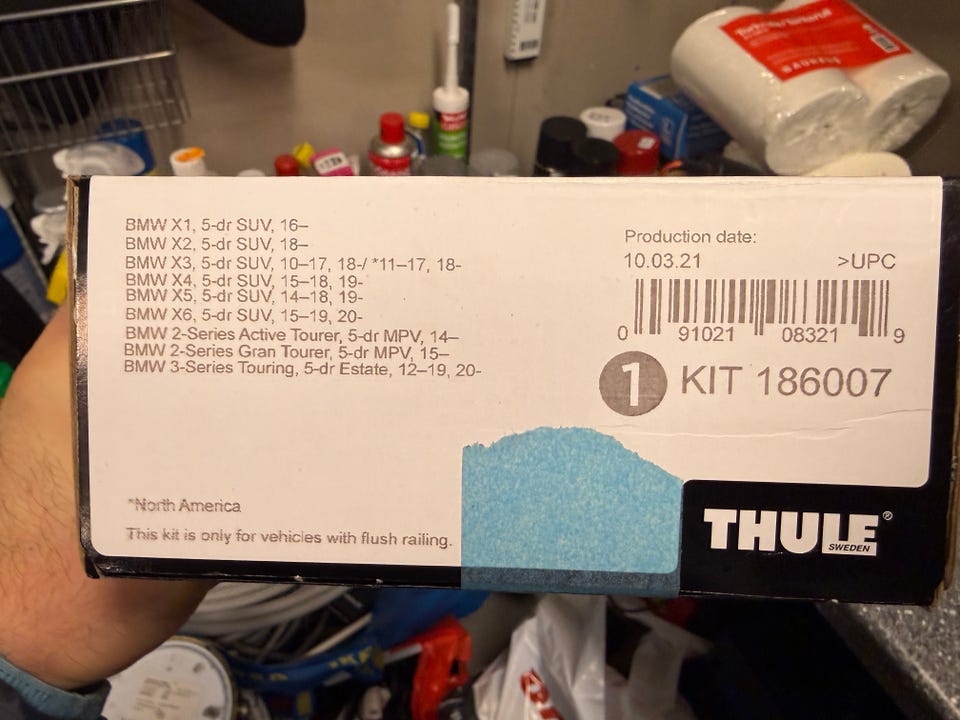 BMW X1, 5-dr SUV, 16–
BMW X2, 5-dr SUV, 18–
BMW X3, 5-dr SUV, 10–17, 18-/ *11–17, 18-
BMW X4, 5-dr SUV, 15–18, 19-
BMW X5, 5-dr SUV, 14–18, 19-
BMW X6, 5-dr SUV, 15–19, 20-
BMW 2-Series Active Tourer, 5-dr MPV, 14–
BMW 2-Series Gran Tourer, 5-dr MPV, 15–
BMW 3-Series Touring, 5-dr Estate, 12–19, 20-
*North America
This kit is only for vehicles with flush railing.
Production date:
10.03.21 >UPC
0 91021 08321 9
1 KIT 186007
THULE®
SWEDEN